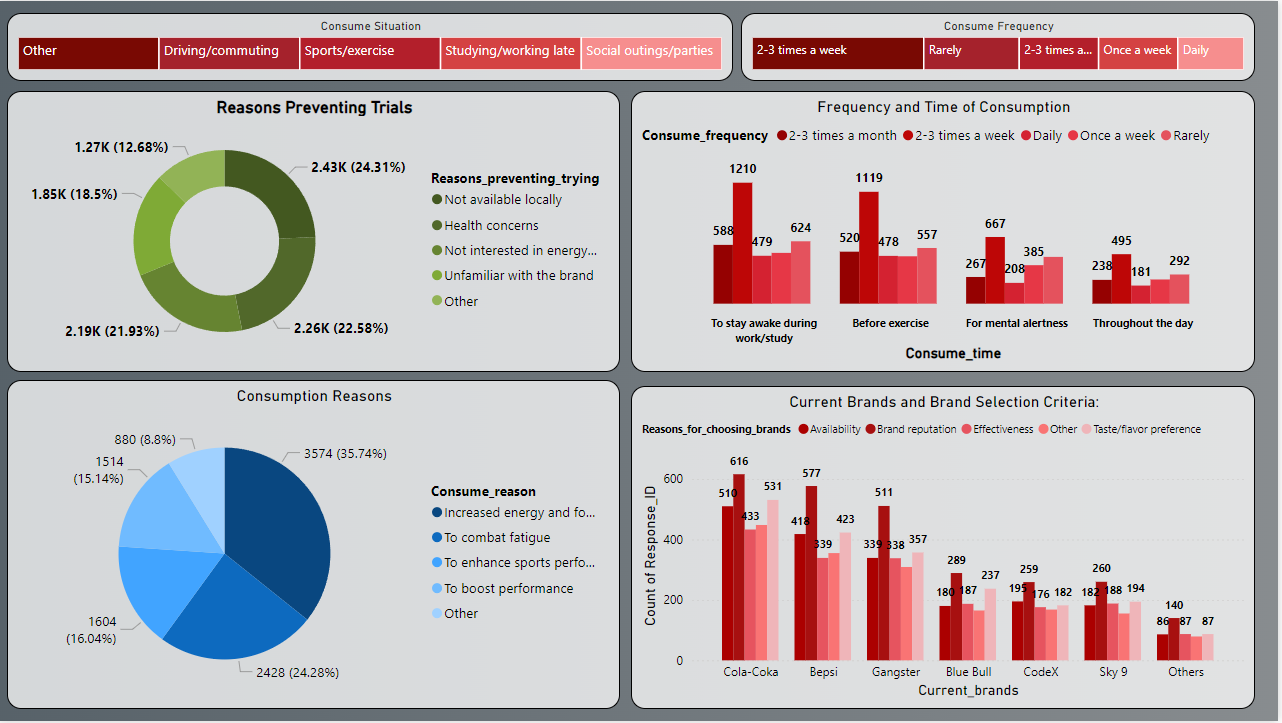 Consume Situation
Other
Driving/commuting
Sports/exercise
Studying/working late
Social outings/parties
Consume Frequency
2-3 times a week
Rarely
2-3 times a...
Once a week
Daily
Reasons Preventing Trials
1.27K (12.68%)
2.43K (24.31%)
1.85K (18.5%)
2.19K (21.93%)
2.26K (22.58%)
Reasons_preventing_trying
Not available locally
Health concerns
Not interested in energy...
Unfamiliar with the brand
Other
Frequency and Time of Consumption
Consume_frequency 2-3 times a month 2-3 times a week Daily Once a week Rarely
588 1210 479 624
520 1119 478 557
267 667 208 385
238 495 181 292
To stay awake during
work/study
Before exercise
For mental alertness
Throughout the day
Consume_time
Consumption Reasons
880 (8.8%)
3574 (35.74%)
1514
(15.14%)
1604
(16.04%)
2428 (24.28%)
Consume_reason
Increased energy and fo...
To combat fatigue
To enhance sports perfo...
To boost performance
Other
Current Brands and Brand Selection Criteria:
Reasons_for_choosing_brands Availability Brand reputation Effectiveness Other Taste/flavor preference
Count of Response_ID
600
400
200
0
510 616 433 531
418 577 339 423
339 511 338 357
180 289 187 237
195 259 176 182
182 260 188 194
86 140 87 87
Cola-Coka
Bepsi
Gangster
Blue Bull
CodeX
Sky 9
Others
Current_brands